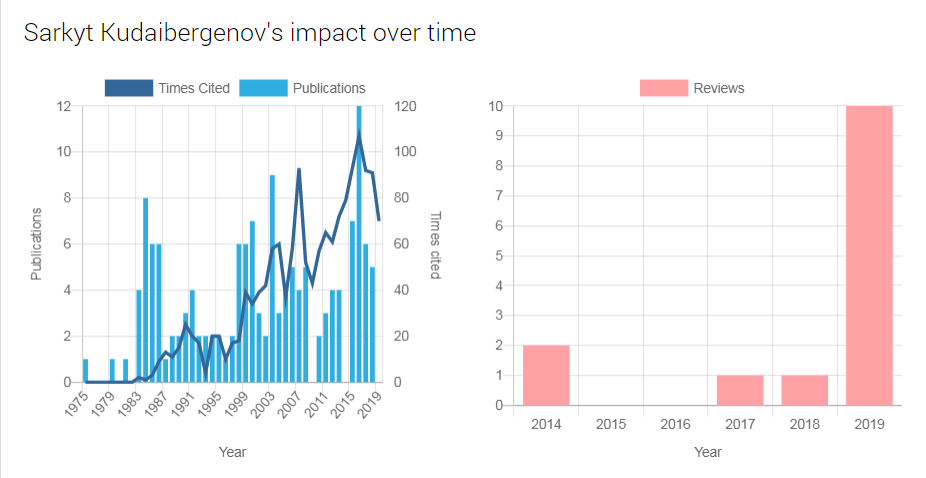 Sarkyt Kudaibergenov's impact over time
Times Cited Publications
12
10
8
6
4
2
0
Publications
120
100
80
60
40
20
0
Times cited
1975 1979 1983 1987 1991 1995 1999 2003 2007 2011 2015 2019
Year
Reviews
10
9
8
7
6
5
4
3
2
1
0
2014 2015 2016 2017 2018 2019
Year